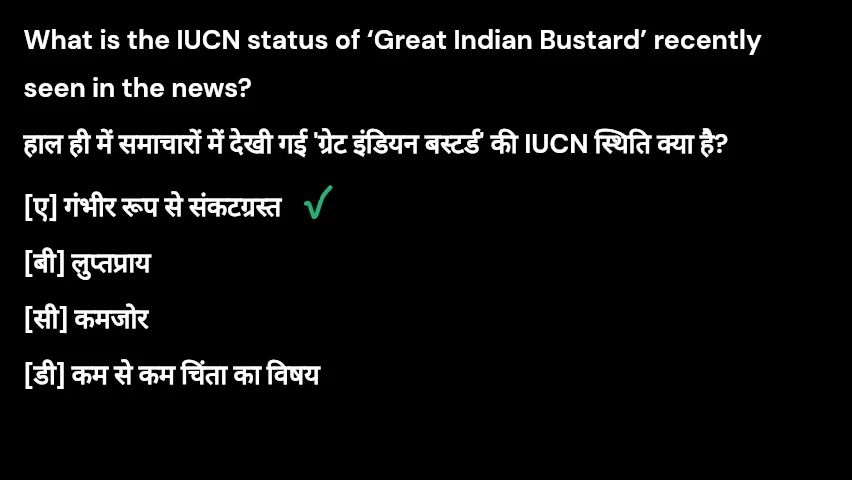 What is the IUCN status of ‘Great Indian Bustard’ recently
seen in the news?
हाल ही में समाचारों में देखी गई 'ग्रेट इंडियन बस्टर्ड' की IUCN स्थिति क्या है?
[ए] गंभीर रूप से संकटग्रस्त ✓
[बी] लुप्तप्राय
[सी] कमजोर
[डी] कम से कम चिंता का विषय